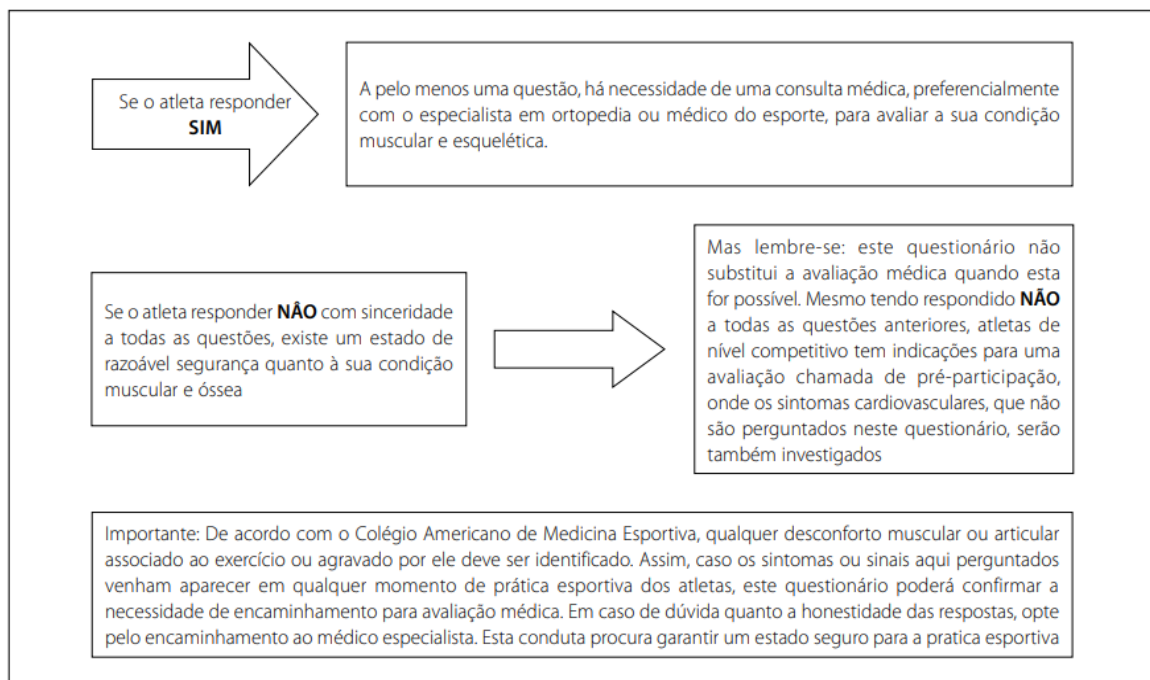 Se o atleta responder
SIM
A pelo menos uma questão, há necessidade de uma consulta médica, preferencialmente
com o especialista em ortopedia ou médico do esporte, para avaliar a sua condição
muscular e esquelética.
Se o atleta responder NÂO com sinceridade
a todas as questões, existe um estado de
razoável segurança quanto à sua condição
muscular e óssea
Mas lembre-se: este questionário não
substitui a avaliação médica quando esta
for possível. Mesmo tendo respondido NÃO
a todas as questões anteriores, atletas de
nível competitivo tem indicações para uma
avaliação chamada de pré-participação,
onde os sintomas cardiovasculares, que não
são perguntados neste questionário, serão
também investigados
Importante: De acordo com o Colégio Americano de Medicina Esportiva, qualquer desconforto muscular ou articular
associado ao exercício ou agravado por ele deve ser identificado. Assim, caso os sintomas ou sinais aqui perguntados
venham aparecer em qualquer momento de prática esportiva dos atletas, este questionário poderá confirmar a
necessidade de encaminhamento para avaliação médica. Em caso de dúvida quanto a honestidade das respostas, opte
pelo encaminhamento ao médico especialista. Esta conduta procura garantir um estado seguro para a pratica esportiva